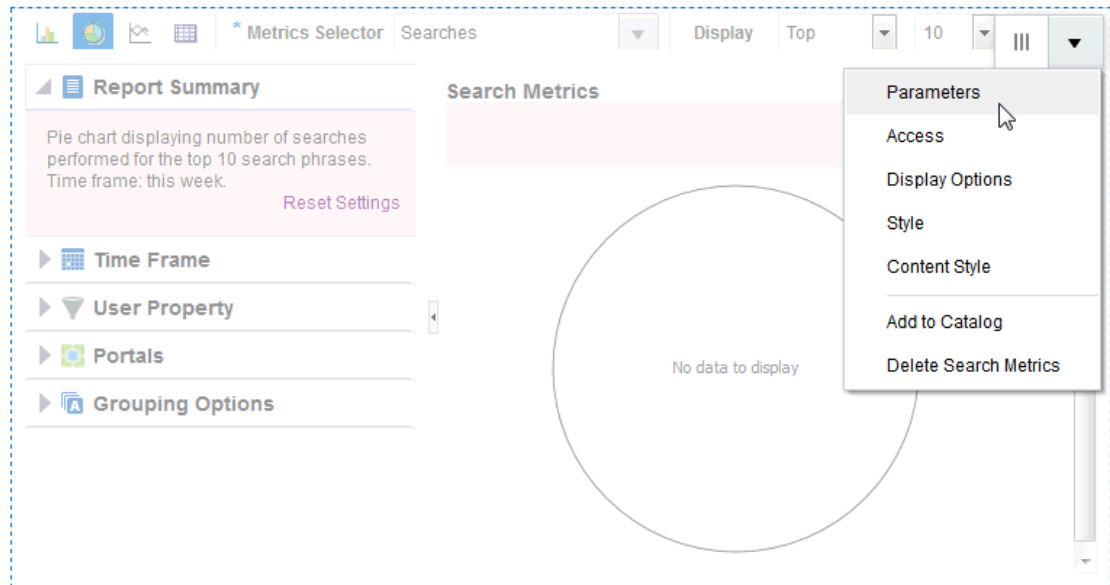 * Metrics Selector Searches Display Top 10
Report Summary
Pie chart displaying number of searches
performed for the top 10 search phrases.
Time frame: this week.
Reset Settings
Time Frame
User Property
Portals
Grouping Options
Search Metrics
No data to display
Parameters
Access
Display Options
Style
Content Style
Add to Catalog
Delete Search Metrics